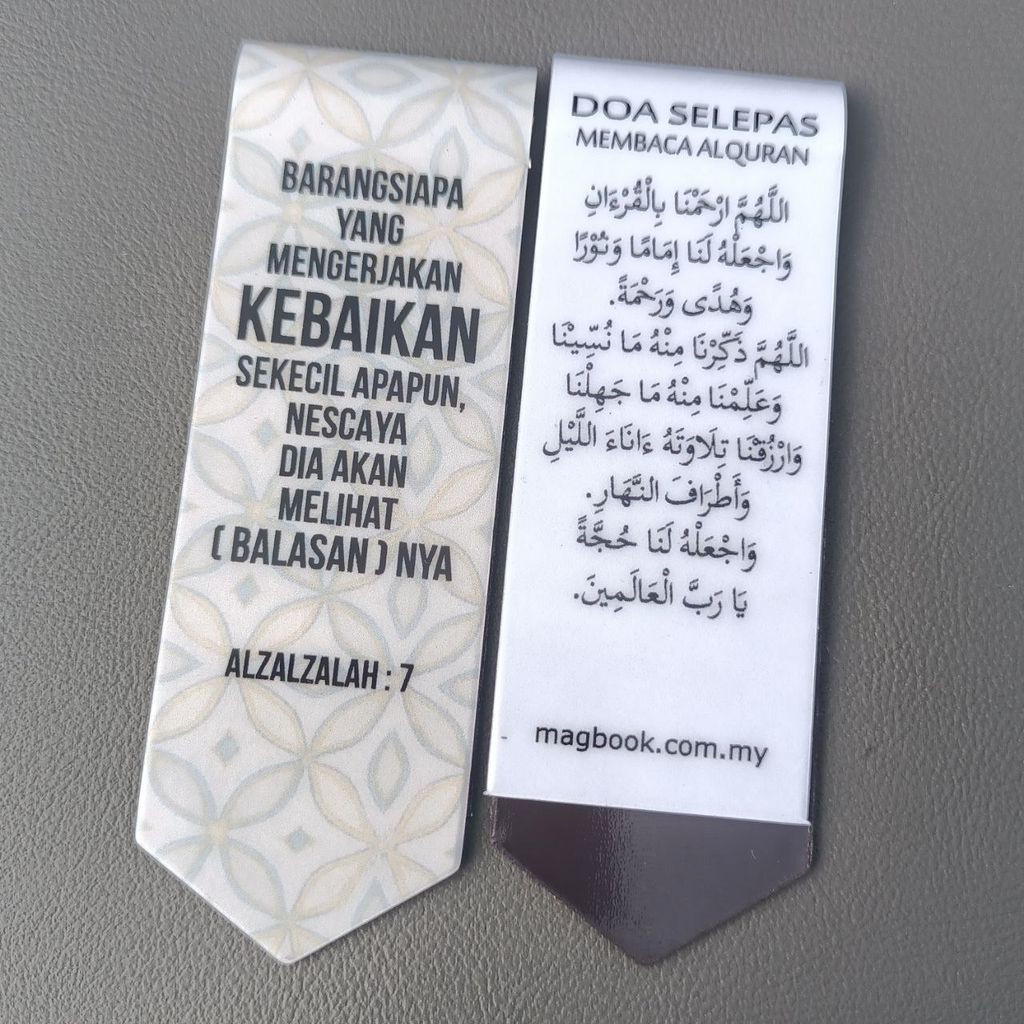 BARANGSIAPA
YANG
MENGERJAKAN
KEBAIKAN
SEKECIL APAPUN,
NESCAYA
DIA AKAN
MELIHAT
( BALASAN ) NYA
ALZALZALAH : 7
DOA SELEPAS
MEMBACA ALQURAN
اللَّهُمَّ ارْحَمْنَا بِالْقُرْءَانِ
وَاجْعَلْهُ لَنَا إِمَامًا وَنُوْرًا
وَهُدًى وَرَحْمَةً.
اللَّهُمَّ ذَكِّرْنَا مِنْهُ مَا نُسِّيْنَا
وَعَلِّمْنَا مِنْهُ مَا جَهِلْنَا
وَارْزُقْنَا تِلَاوَتَهُ ءَانَاءَ اللَّيْلِ
وَأَطْرَافَ النَّهَارِ.
وَاجْعَلْهُ لَنَا حُجَّةً
يَا رَبَّ الْعَالَمِينَ.
magbook.com.my